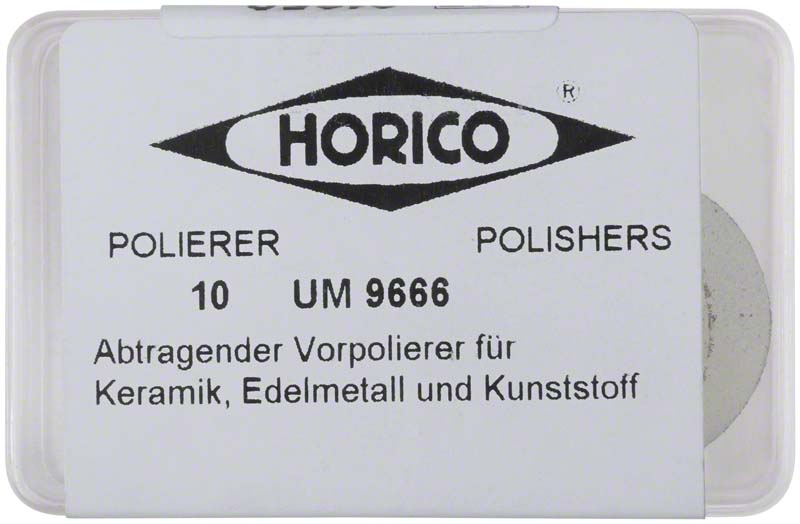 HORICO ®
POLIERER POLISHERS
10 UM 9666
Abtragender Vorpolierer für
Keramik, Edelmetall und Kunststoff